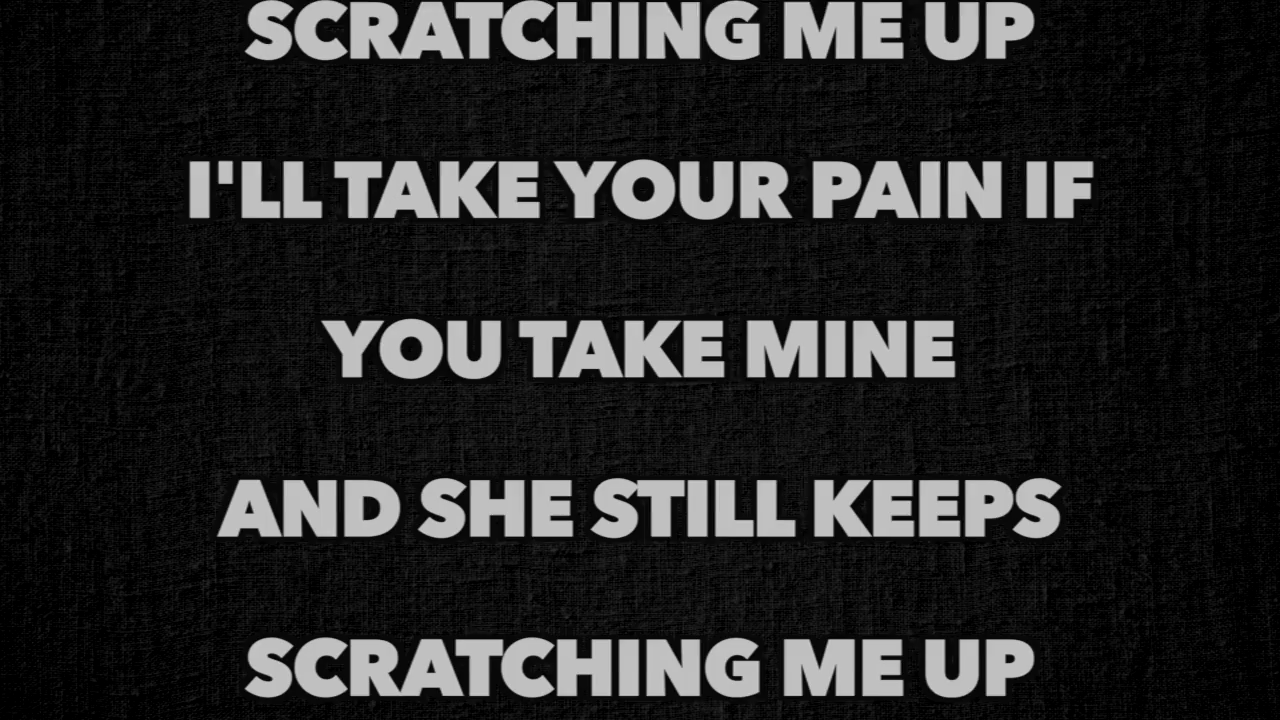 SCRATCHING ME UP
I'LL TAKE YOUR PAIN IF
YOU TAKE MINE
AND SHE STILL KEEPS
SCRATCHING ME UP